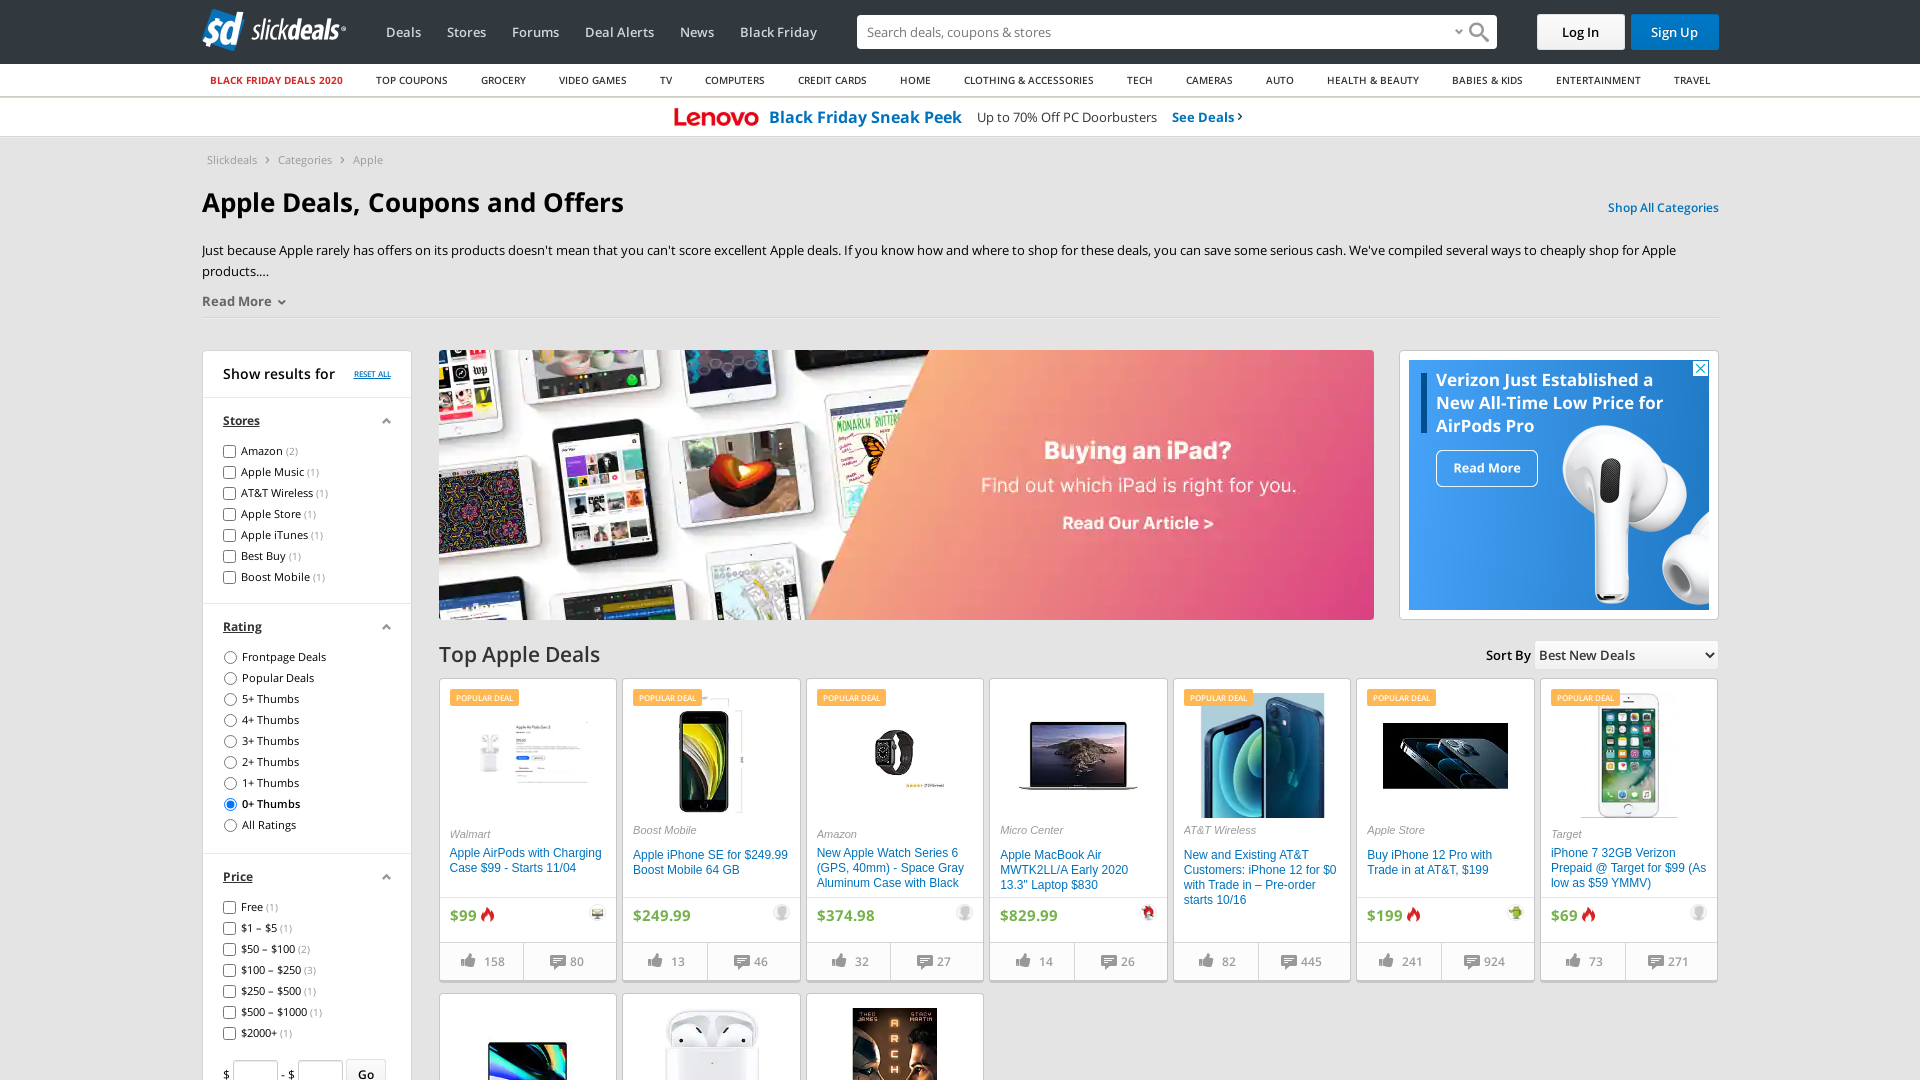 sd slickdeals
Deals
Stores
Forums
Deal Alerts
News
Black Friday
Search deals, coupons & stores
Log In
Sign Up
BLACK FRIDAY DEALS 2020
TOP COUPONS
GROCERY
VIDEO GAMES
TV
COMPUTERS
CREDIT CARDS
HOME
CLOTHING & ACCESSORIES
TECH
CAMERAS
AUTO
HEALTH & BEAUTY
BABIES & KIDS
ENTERTAINMENT
TRAVEL
Lenovo Black Friday Sneak Peek Up to 70% Off PC Doorbusters See Deals
Slickdeals > Categories > Apple
Apple Deals, Coupons and Offers
Shop All Categories
Just because Apple rarely has offers on its products doesn't mean that you can't score excellent Apple deals. If you know how and where to shop for these deals, you can save some serious cash. We've compiled several ways to cheaply shop for Apple
products.…
Read More
Show results for
RESET ALL
Stores
Amazon (2)
Apple Music (1)
AT&T Wireless (1)
Apple Store (1)
Apple iTunes (1)
Best Buy (1)
Boost Mobile (1)
Rating
Frontpage Deals
Popular Deals
5+ Thumbs
4+ Thumbs
3+ Thumbs
2+ Thumbs
1+ Thumbs
0+ Thumbs
All Ratings
Price
Free (1)
$1 – $5 (1)
$50 – $100 (2)
$100 – $250 (3)
$250 – $500 (1)
$500 – $1000 (1)
$2000+ (1)
$ - $ Go
MONARCH BUTTERFLY
Buying an iPad?
Find out which iPad is right for you.
Read Our Article >
Verizon Just Established a
New All-Time Low Price for
AirPods Pro
Read More
Top Apple Deals
Sort By Best New Deals
POPULAR DEAL
Walmart
Apple AirPods with Charging
Case $99 - Starts 11/04
$99
158
80
POPULAR DEAL
Boost Mobile
Apple iPhone SE for $249.99
Boost Mobile 64 GB
$249.99
13
46
POPULAR DEAL
Amazon
New Apple Watch Series 6
(GPS, 40mm) - Space Gray
Aluminum Case with Black
$374.98
32
27
Micro Center
Apple MacBook Air
MWTK2LL/A Early 2020
13.3" Laptop $830
$829.99
14
26
POPULAR DEAL
AT&T Wireless
New and Existing AT&T
Customers: iPhone 12 for $0
with Trade in – Pre-order
starts 10/16
82
445
POPULAR DEAL
Apple Store
Buy iPhone 12 Pro with
Trade in at AT&T, $199
$199
241
924
POPULAR DEAL
Target
iPhone 7 32GB Verizon
Prepaid @ Target for $99 (As
low as $59 YMMV)
$69
73
271
THEO JAMES
STACY MARTIN
ARCH